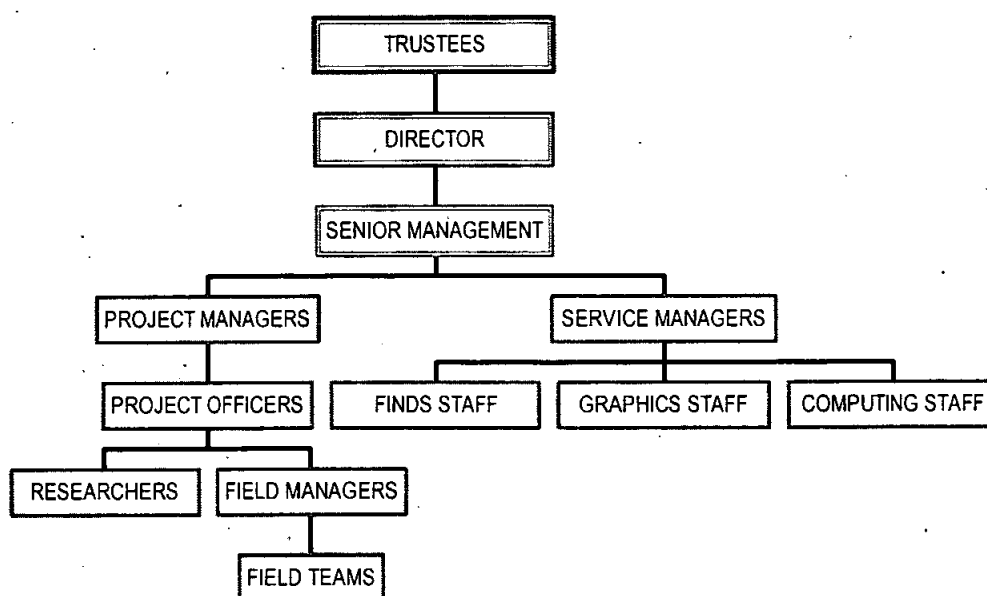 TRUSTEES
DIRECTOR
SENIOR MANAGEMENT
PROJECT MANAGERS
SERVICE MANAGERS
PROJECT OFFICERS
FINDS STAFF
GRAPHICS STAFF
COMPUTING STAFF
RESEARCHERS
FIELD MANAGERS
FIELD TEAMS